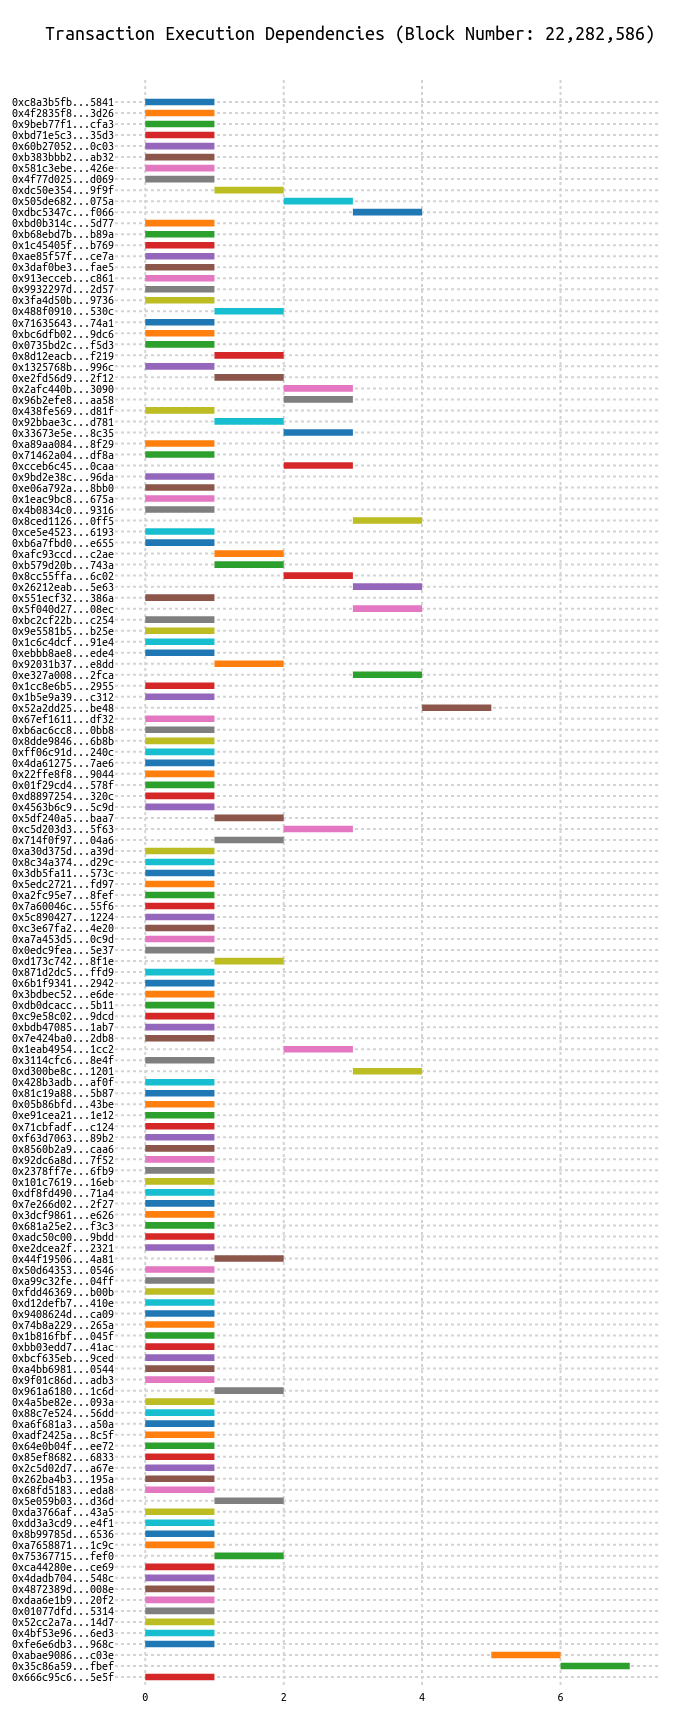 Transaction Execution Dependencies (Block Number: 22,282,586)
0xc8a3b5fb...5841
0x4f2835f8...3d26
0x9beb77f1...cfa3
0xbd71e5c3...35d3
0x60b27052...0c03
0xb383bbb2...ab32
0x581c3ebe...426e
0x4f77d025...d069
0xdc50e354...9f9f
0x505de682...075a
0xdbc5347c...f066
0xbd0b314c...5d77
0xb68ebd7b...b89a
0x1c45405f...b769
0xae85f57f...ce7a
0x3daf0be3...fae5
0x913ecceb...c861
0x9932297d...2d57
0x3fa4d50b...9736
0x488f0910...530c
0x71635643...74a1
0xbc6dfb02...9dc6
0x0735bd2c...f5d3
0x8d12eacb...f219
0x1325768b...996c
0xe2fd56d9...2f12
0x2afc440b...3090
0x96b2efe8...aa58
0x438fe569...d81f
0x92bbae3c...d781
0x33673e5e...8c35
0xa89aa084...8f29
0x71462a04...df8a
0xcceb6c45...0caa
0x9bd2e38c...96da
0xe06a792a...8bb0
0x1eac9bc8...675a
0x4b0834c0...9316
0x8ced1126...0ff5
0xce5e4523...6193
0xb6a7fbd0...e655
0xafc93ccd...c2ae
0xb579d20b...743a
0x8cc55ffa...6c02
0x26212eab...5e63
0x551ecf32...386a
0x5f040d27...08ec
0xbc2cf22b...c254
0x9e5581b5...b25e
0x1c6c4dcf...91e4
0xebbb8ae8...ede4
0x92031b37...e8dd
0xe327a008...2fca
0x1cc8e6b5...2955
0x1b5e9a39...c312
0x52a2dd25...be48
0x67ef1611...df32
0xb6ac6cc8...0bb8
0x8dde9846...6b8b
0xff06c91d...240c
0x4da61275...7ae6
0x22ffe8f8...9044
0x01f29cd4...578f
0xd8897254...320c
0x4563b6c9...5c9d
0x5df240a5...baa7
0xc5d203d3...5f63
0x714f0f97...04a6
0xa30d375d...a39d
0x8c34a374...d29c
0x3db5fa11...573c
0x5edc2721...fd97
0xa2fc95e7...8fef
0x7a60046c...55f6
0x5c890427...1224
0xc3e67fa2...4e20
0xa7a453d5...0c9d
0x0edc9fea...5e37
0xd173c742...8f1e
0x871d2dc5...ffd9
0x6b1f9341...2942
0x3bdbec52...e6de
0xdb0dcacc...5b11
0xc9e58c02...9dcd
0xbdb47085...1ab7
0x7e424ba0...2db8
0x1eab4954...1cc2
0x3114cfc6...8e4f
0xd300be8c...1201
0x428b3adb...af0f
0x81c19a88...5b87
0x05b86bfd...43be
0xe91cea21...1e12
0x71cbfadf...c124
0xf63d7063...89b2
0x8560b2a9...caa6
0x92dc6a8d...7f52
0x2378ff7e...6fb9
0x101c7619...16eb
0xdf8fd490...71a4
0x7e266d02...2f27
0x3dcf9861...e626
0x681a25e2...f3c3
0xadc50c00...9bdd
0xe2dcea2f...2321
0x44f19506...4a81
0x50d64353...0546
0xa99c32fe...04ff
0xfdd46369...b00b
0xd12defb7...410e
0x9408624d...ca09
0x74b8a229...265a
0x1b816fbf...045f
0xbb03edd7...41ac
0xbcf635eb...9ced
0xa4bb6981...0544
0x9f01c86d...adb3
0x961a6180...1c6d
0x4a5be82e...093a
0x88c7e524...56dd
0xa6f681a3...a50a
0xadf2425a...8c5f
0x64e0b04f...ee72
0x85ef8682...6833
0x2c5d02d7...a67e
0x262ba4b3...195a
0x68fd5183...eda8
0x5e059b03...d36d
0xda3766af...43a5
0xdd3a3cd9...e4f1
0x8b99785d...6536
0xa7658871...1c9c
0x75367715...fef0
0xca44280e...ce69
0x4dadb704...548c
0x4872389d...008e
0xdaa6e1b9...20f2
0x01077dfd...5314
0x52cc2a7a...14d7
0x4bf53e96...6ed3
0xfe6e6db3...968c
0xabae9086...c03e
0x35c86a59...fbef
0x666c95c6...5e5f
0 2 4 6